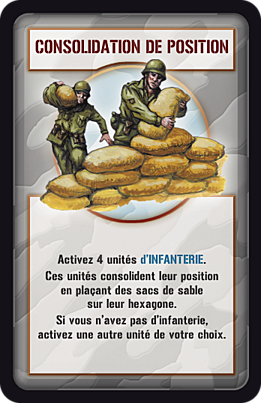 CONSOLIDATION DE POSITION
Activez 4 unités d'INFANTERIE.
Ces unités consolident leur position
en plaçant des sacs de sable
sur leur hexagone.
Si vous n'avez pas d'infanterie,
activez une autre unité de votre choix.